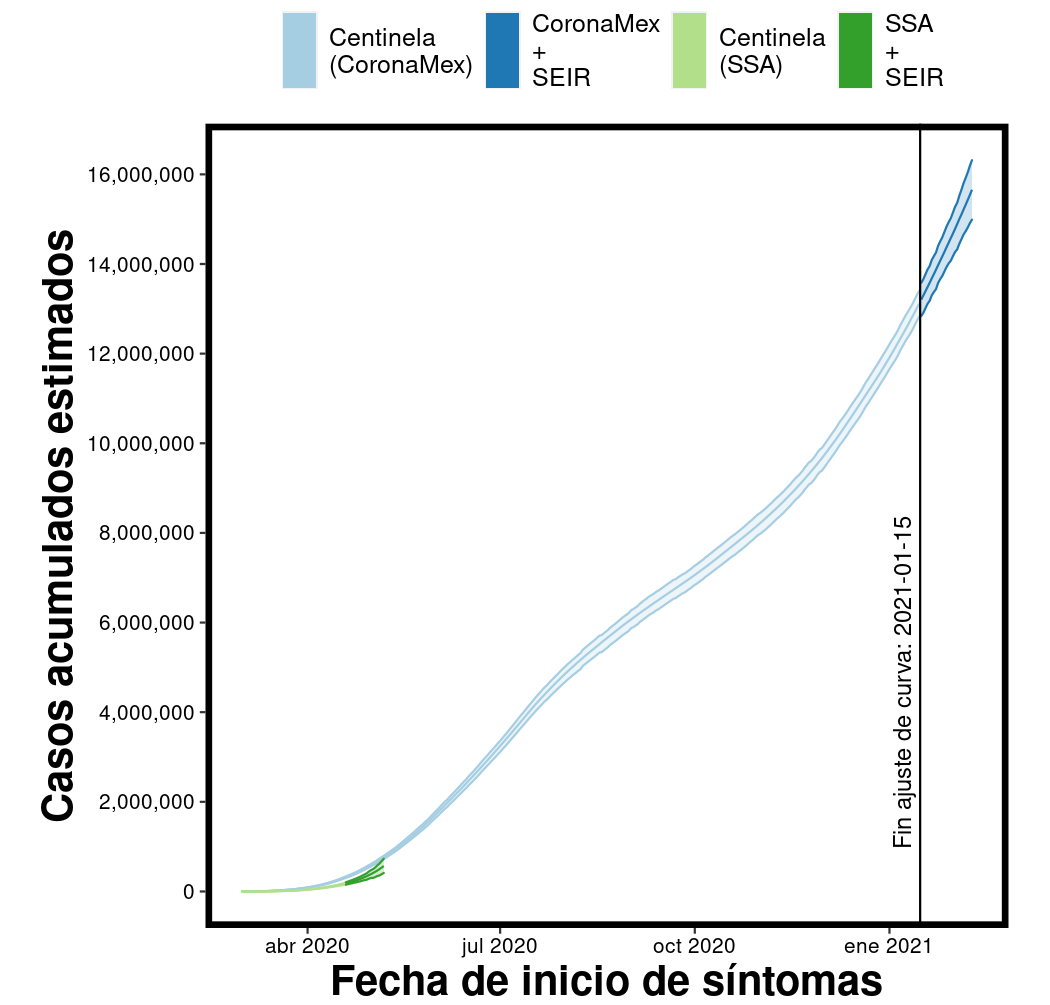 Centinela
(CoronaMex)
CoronaMex
+
SEIR
Centinela
(SSA)
SSA
+
SEIR
Casos acumulados estimados
16,000,000
14,000,000
12,000,000
10,000,000
8,000,000
6,000,000
4,000,000
2,000,000
0
Fin ajuste de curva: 2021-01-15
abr 2020
jul 2020
oct 2020
ene 2021
Fecha de inicio de síntomas